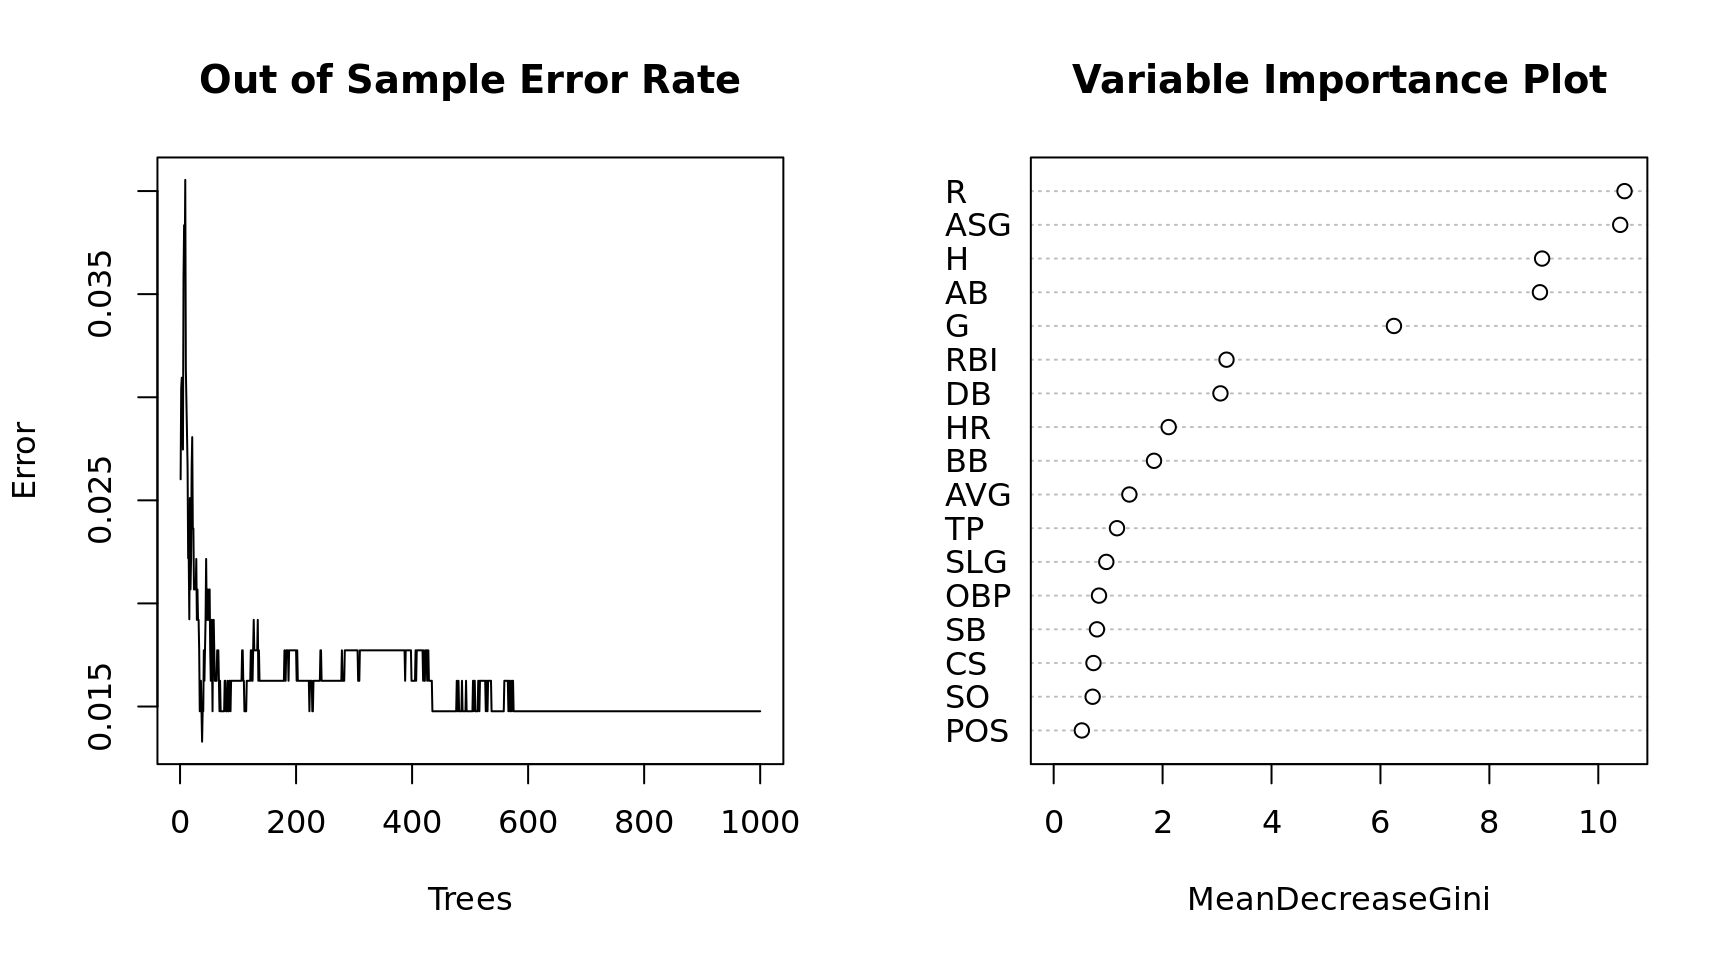 Out of Sample Error Rate
Error
0.035
0.025
0.015
0 200 400 600 800 1000
Trees
Variable Importance Plot
R
ASG
H
AB
G
RBI
DB
HR
BB
AVG
TP
SLG
OBP
SB
CS
SO
POS
0 2 4 6 8 10
MeanDecreaseGini